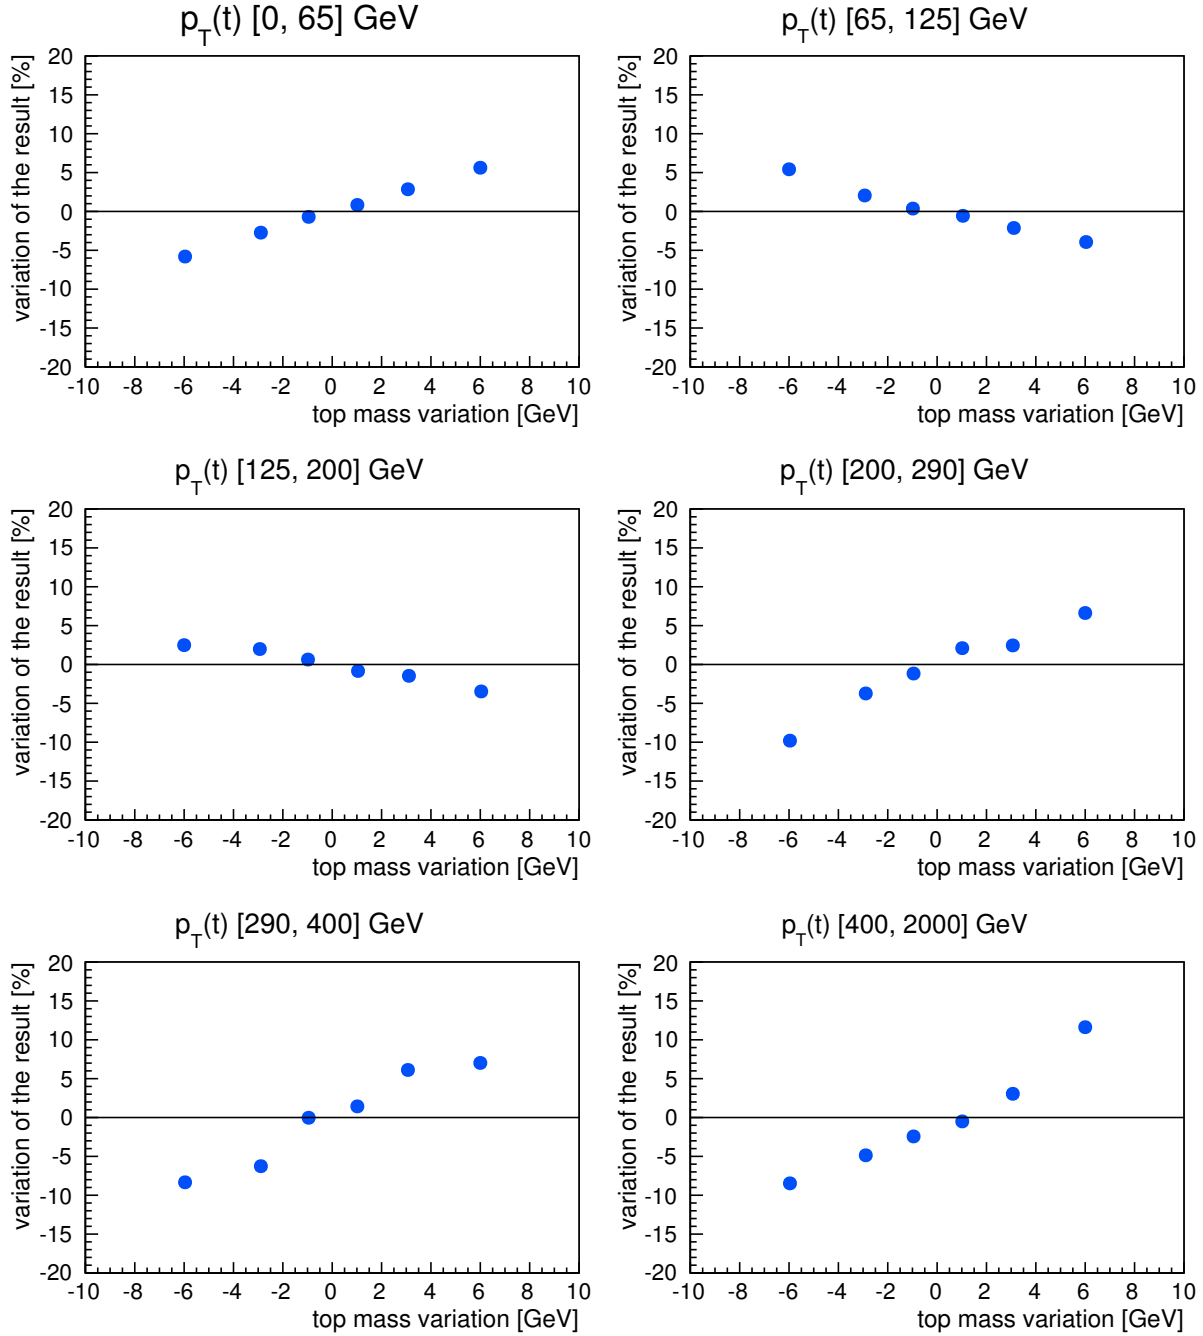 p_T(t) [0, 65] GeV
variation of the result [%]
20
15
10
5
0
-5
-10
-15
-20
-10 -8 -6 -4 -2 0 2 4 6 8 10
top mass variation [GeV]
p_T(t) [65, 125] GeV
variation of the result [%]
20
15
10
5
0
-5
-10
-15
-20
-10 -8 -6 -4 -2 0 2 4 6 8 10
top mass variation [GeV]
p_T(t) [125, 200] GeV
variation of the result [%]
20
15
10
5
0
-5
-10
-15
-20
-10 -8 -6 -4 -2 0 2 4 6 8 10
top mass variation [GeV]
p_T(t) [200, 290] GeV
variation of the result [%]
20
15
10
5
0
-5
-10
-15
-20
-10 -8 -6 -4 -2 0 2 4 6 8 10
top mass variation [GeV]
p_T(t) [290, 400] GeV
variation of the result [%]
20
15
10
5
0
-5
-10
-15
-20
-10 -8 -6 -4 -2 0 2 4 6 8 10
top mass variation [GeV]
p_T(t) [400, 2000] GeV
variation of the result [%]
20
15
10
5
0
-5
-10
-15
-20
-10 -8 -6 -4 -2 0 2 4 6 8 10
top mass variation [GeV]